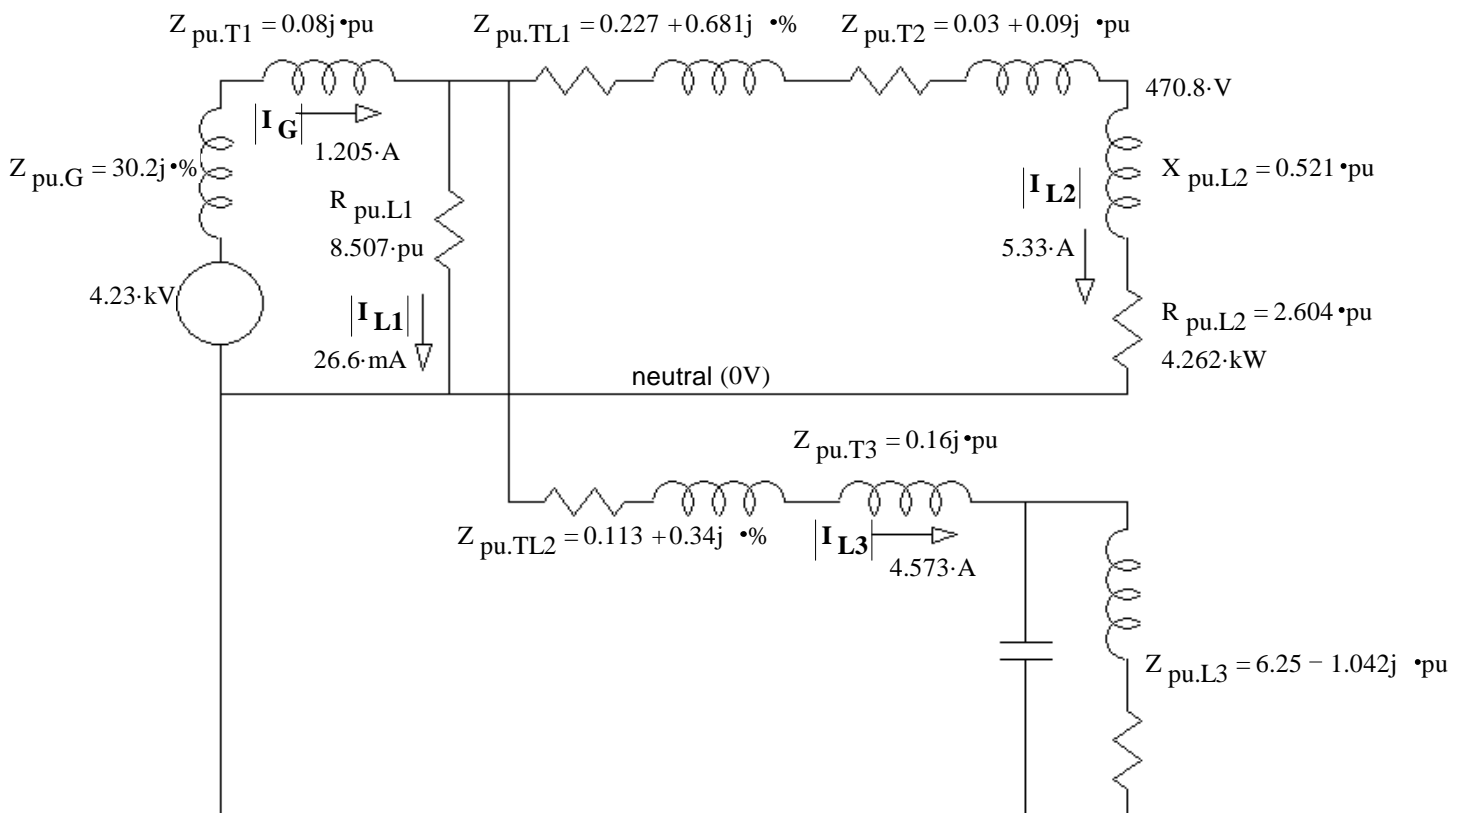 Z pu.T1 = 0.08j•pu
Z pu.TL1 = 0.227 + 0.681j •%
Z pu.T2 = 0.03 + 0.09j •pu
470.8·V
|I G|
1.205·A
Z pu.G = 30.2j•%
X pu.L2 = 0.521•pu
R pu.L1
8.507·pu
|I L2|
5.33·A
4.23·kV
|I L1|
26.6·mA
R pu.L2 = 2.604•pu
4.262·kW
neutral (0V)
Z pu.T3 = 0.16j•pu
Z pu.TL2 = 0.113 + 0.34j •%
|I L3|
4.573·A
Z pu.L3 = 6.25 − 1.042j •pu